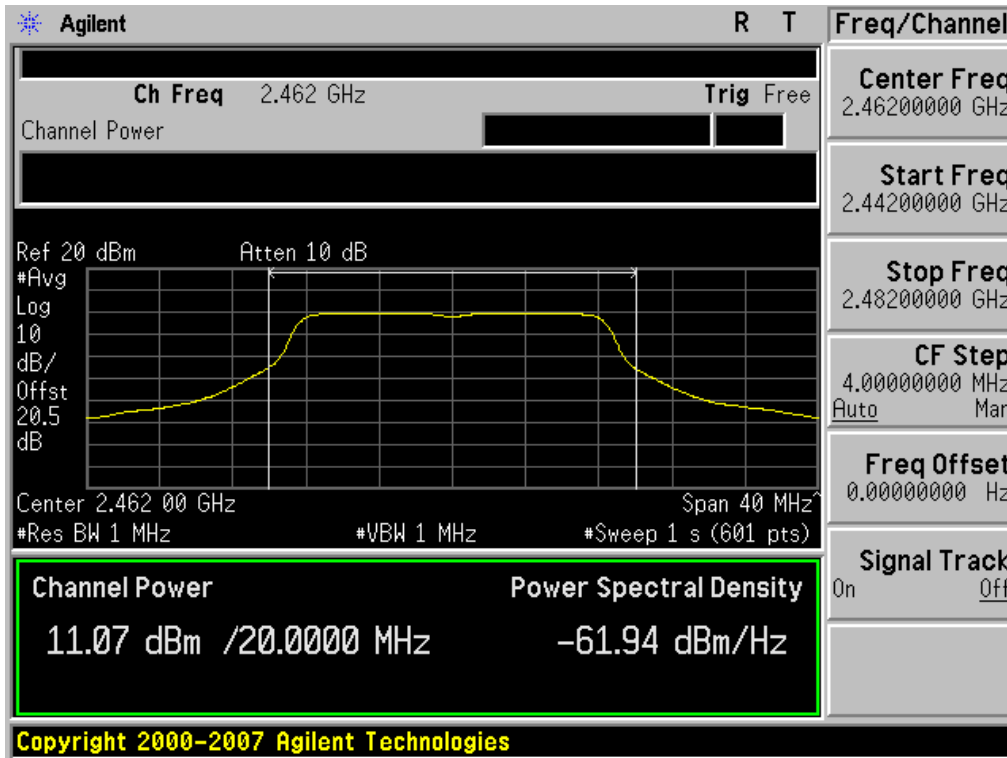 Agilent R T
Ch Freq 2.462 GHz Trig Free
Channel Power
Ref 20 dBm Atten 10 dB
#Avg
Log
10
dB/
Offst
20.5
dB
Center 2.462 00 GHz Span 40 MHz^
#Res BW 1 MHz #VBW 1 MHz #Sweep 1 s (601 pts)
Channel Power Power Spectral Density
11.07 dBm /20.0000 MHz -61.94 dBm/Hz
Copyright 2000-2007 Agilent Technologies
Freq/Channel
Center Freq
2.46200000 GHz
Start Freq
2.44200000 GHz
Stop Freq
2.48200000 GHz
CF Step
4.00000000 MHz
Auto Man
Freq Offset
0.00000000 Hz
Signal Track
On Off